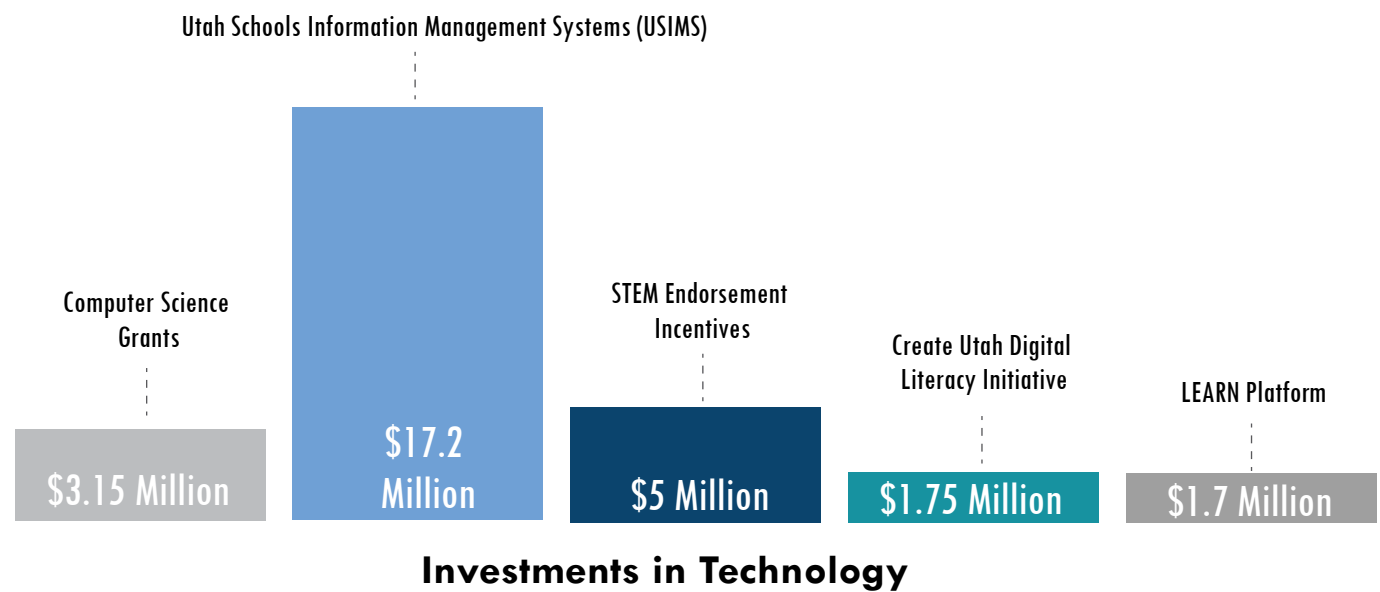 Utah Schools Information Management Systems (USIMS)
Computer Science
Grants
STEM Endorsement
Incentives
Create Utah Digital
Literacy Initiative
LEARN Platform
$3.15 Million
$17.2
Million
$5 Million
$1.75 Million
$1.7 Million
Investments in Technology